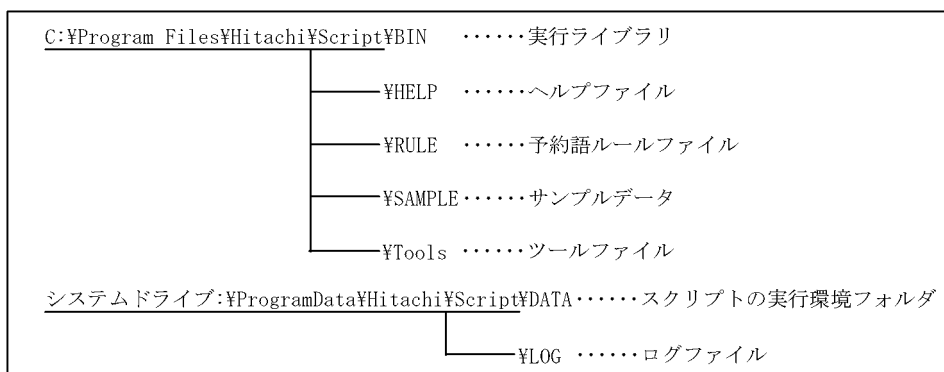 C:¥Program Files¥Hitachi¥Script¥BIN ······実行ライブラリ
¥HELP ······ヘルプファイル
¥RULE ······予約語ルールファイル
¥SAMPLE······サンプルデータ
¥Tools ······ツールファイル
システムドライブ:¥ProgramData¥Hitachi¥Script¥DATA······スクリプトの実行環境フォルダ
¥LOG ······ログファイル